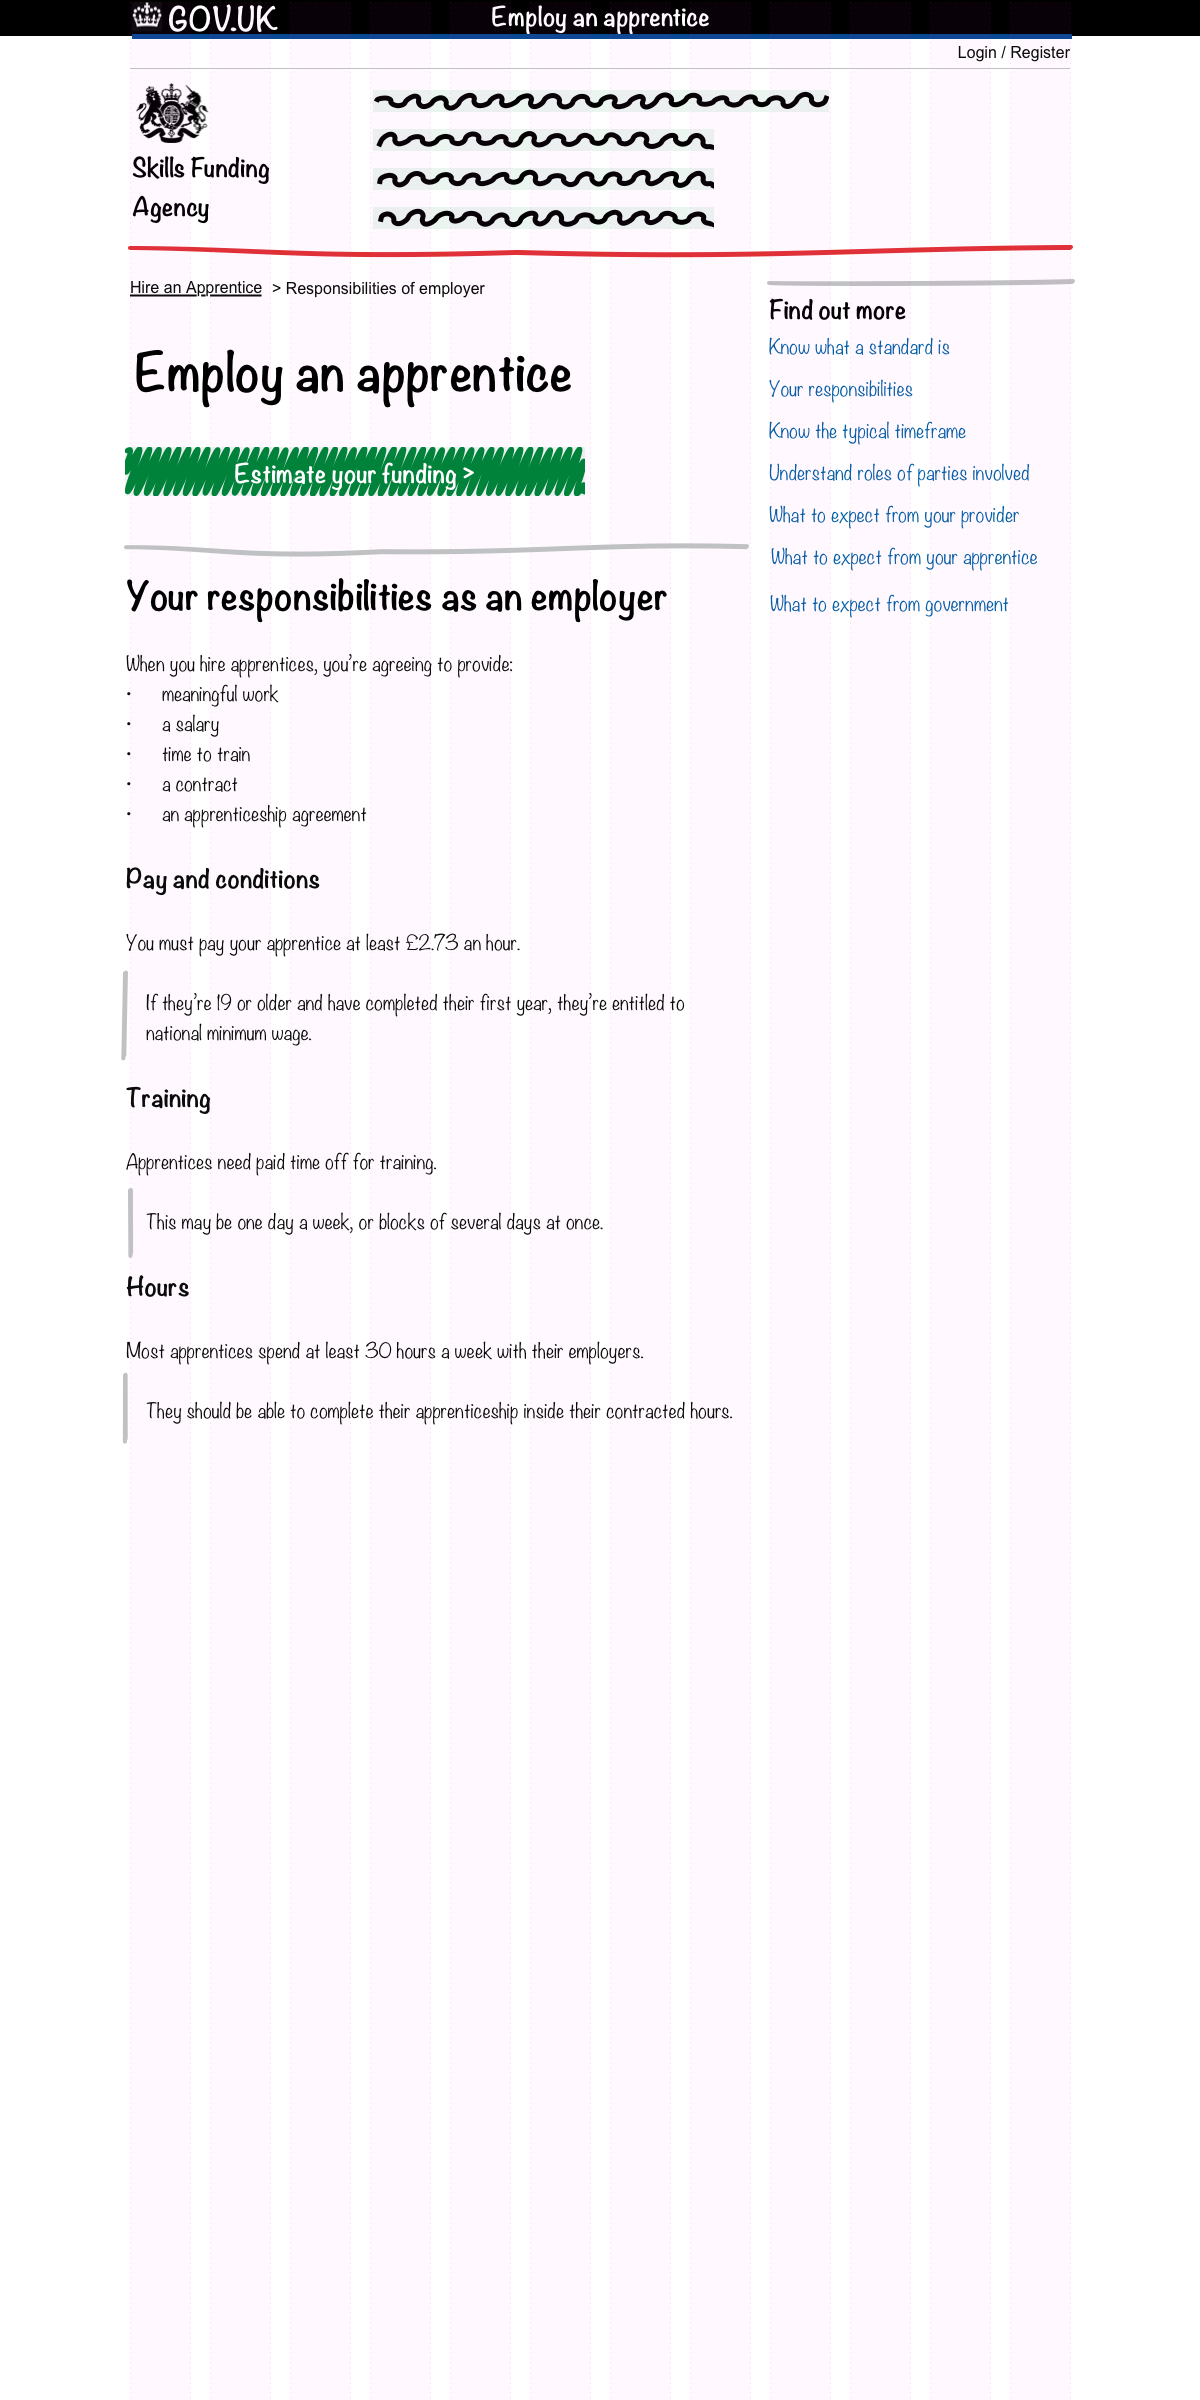 GOV.UK
Employ an apprentice
Login / Register
Skills Funding
Agency
Hire an Apprentice > Responsibilities of employer
Employ an apprentice
Estimate your funding >
Your responsibilities as an employer
When you hire apprentices, you're agreeing to provide:
• meaningful work
• a salary
• time to train
• a contract
• an apprenticeship agreement
Pay and conditions
You must pay your apprentice at least £2.73 an hour.
If they're 19 or older and have completed their first year, they're entitled to
national minimum wage.
Training
Apprentices need paid time off for training.
This may be one day a week, or blocks of several days at once.
Hours
Most apprentices spend at least 30 hours a week with their employers.
They should be able to complete their apprenticeship inside their contracted hours.
Find out more
Know what a standard is
Your responsibilities
Know the typical timeframe
Understand roles of parties involved
What to expect from your provider
What to expect from your apprentice
What to expect from government